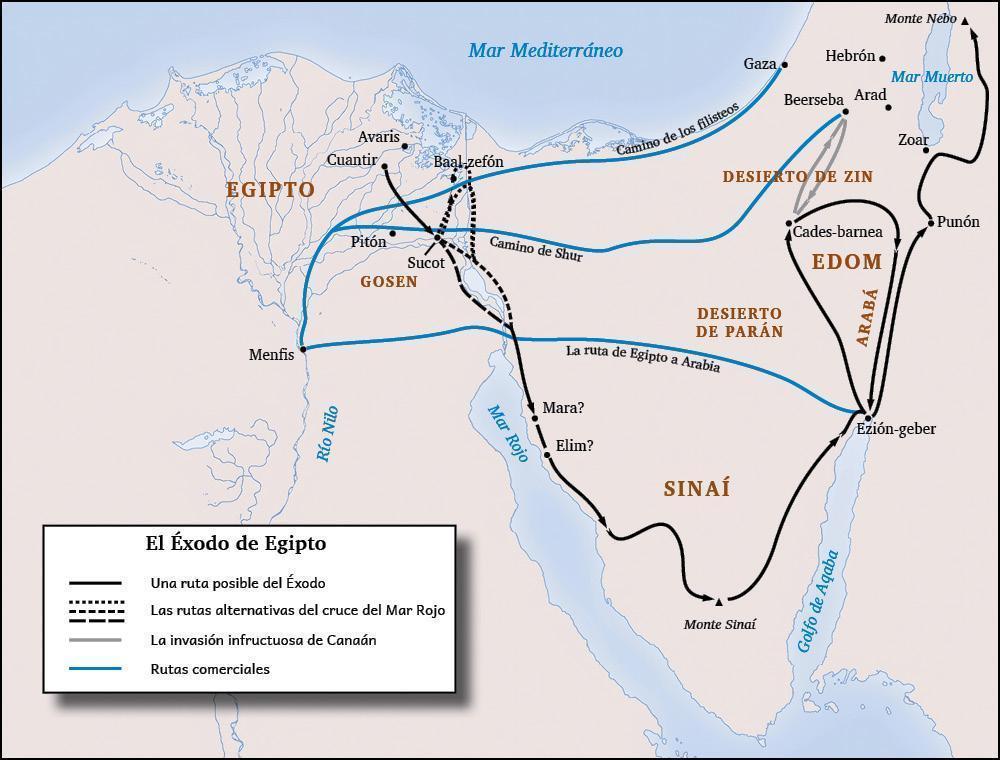 Monte Nebo
Mar Mediterráneo
Hebrón
Gaza
Mar Muerto
Beerseba
Arad
Camino de los filisteos
Avaris
Zoar
Cuantir
Baal-zefón
DESIERTO DE ZIN
EGIPTO
Punón
Cades-barnea
Pitón
Camino de Shur
Sucot
EDOM
GOSEN
ARABÁ
DESIERTO
DE PARÁN
Menfis
La ruta de Egipto a Arabia
Mara?
Río Nilo
Mar Rojo
Ezión-geber
Elim?
SINAÍ
El Éxodo de Egipto
Una ruta posible del Éxodo
Las rutas alternativas del cruce del Mar Rojo
La invasión infructuosa de Canaán
Rutas comerciales
Golfo de Aqaba
Monte Sinaí